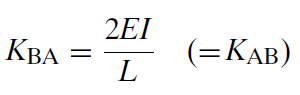 K_BA = 2EI/L (=K_AB)